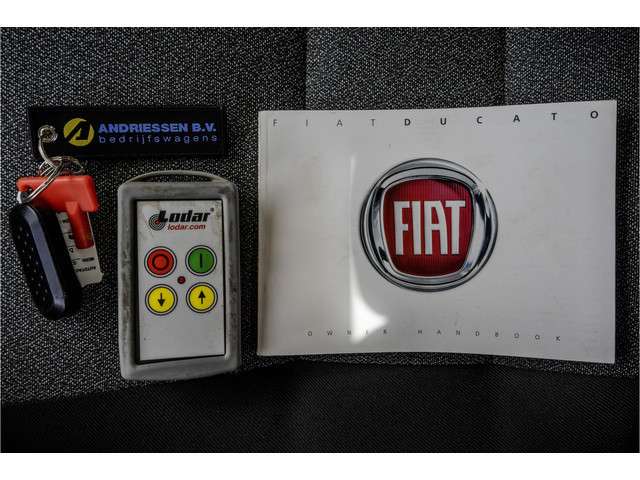 ANDRIESSEN B.V.
bedrijfswagens
Lodar
lodar.com
FIAT DUCATO
FIAT
OWNER HANDBOOK